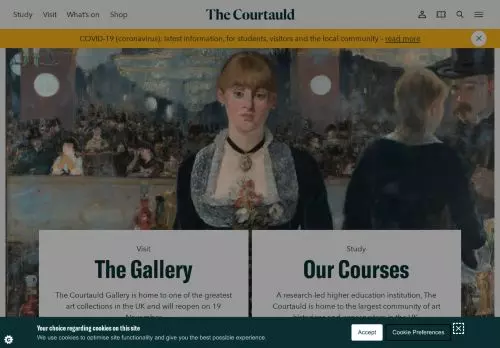 Study Visit What's on Shop The Courtauld
COVID-19 (coronavirus): latest information, for students, visitors and the local community - read more
Visit
The Gallery
The Courtauld Gallery is home to one of the greatest
art collections in the UK and will reopen on 19
November
Study
Our Courses
A research-led higher education institution, The
Courtauld is home to the largest community of art
Your choice regarding cookies on this site
We use cookies to optimise site functionality and give you the best possible experience.
Accept
Cookie Preferences